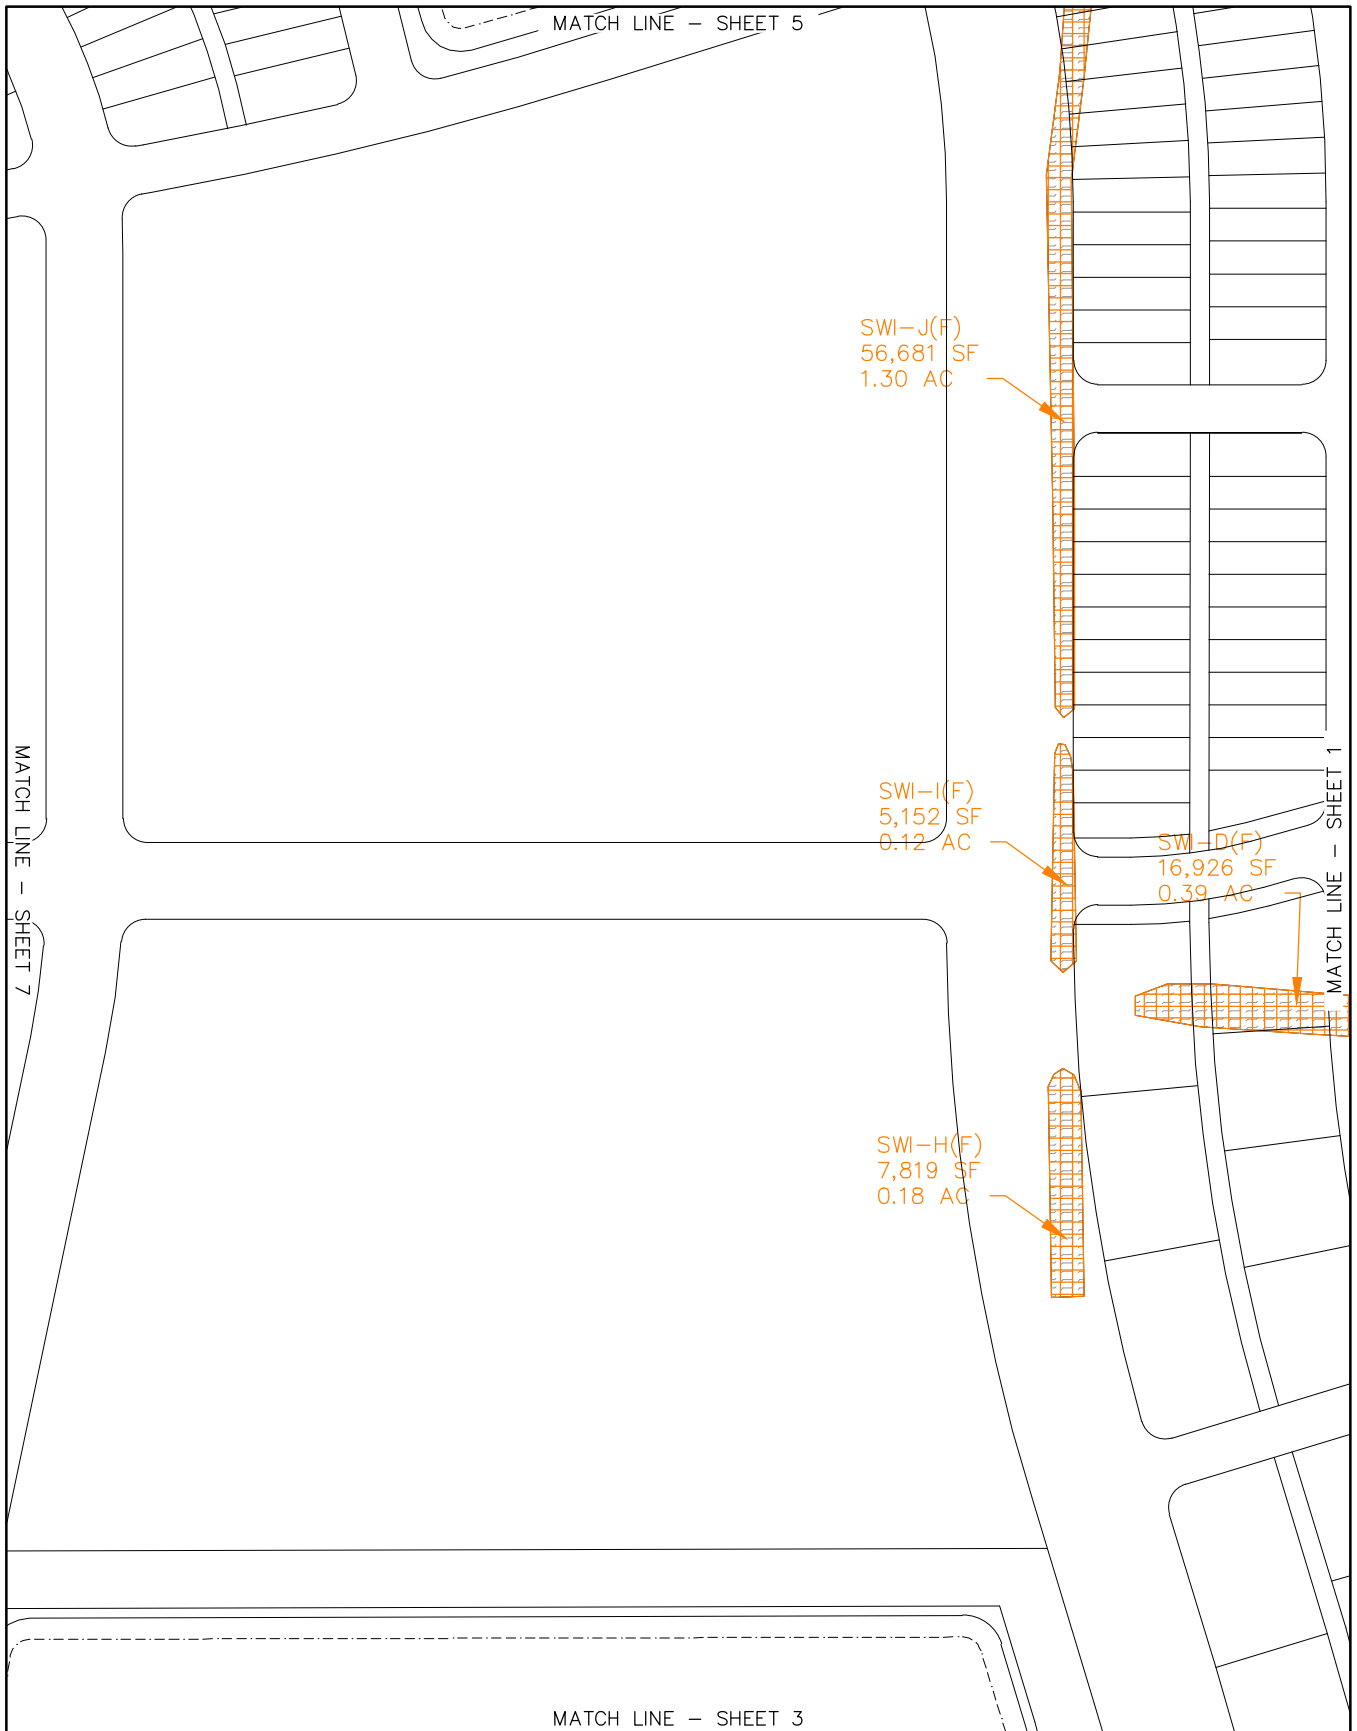 MATCH LINE - SHEET 5
SWI-J(F)
56,681 SF
1.30 AC
MATCH LINE - SHEET 7
MATCH LINE - SHEET 1
SWI-I(F)
5,152 SF
0.12 AC
SWI-D(F)
16,926 SF
0.39 AC
SWI-H(F)
7,819 SF
0.18 AC
MATCH LINE - SHEET 3